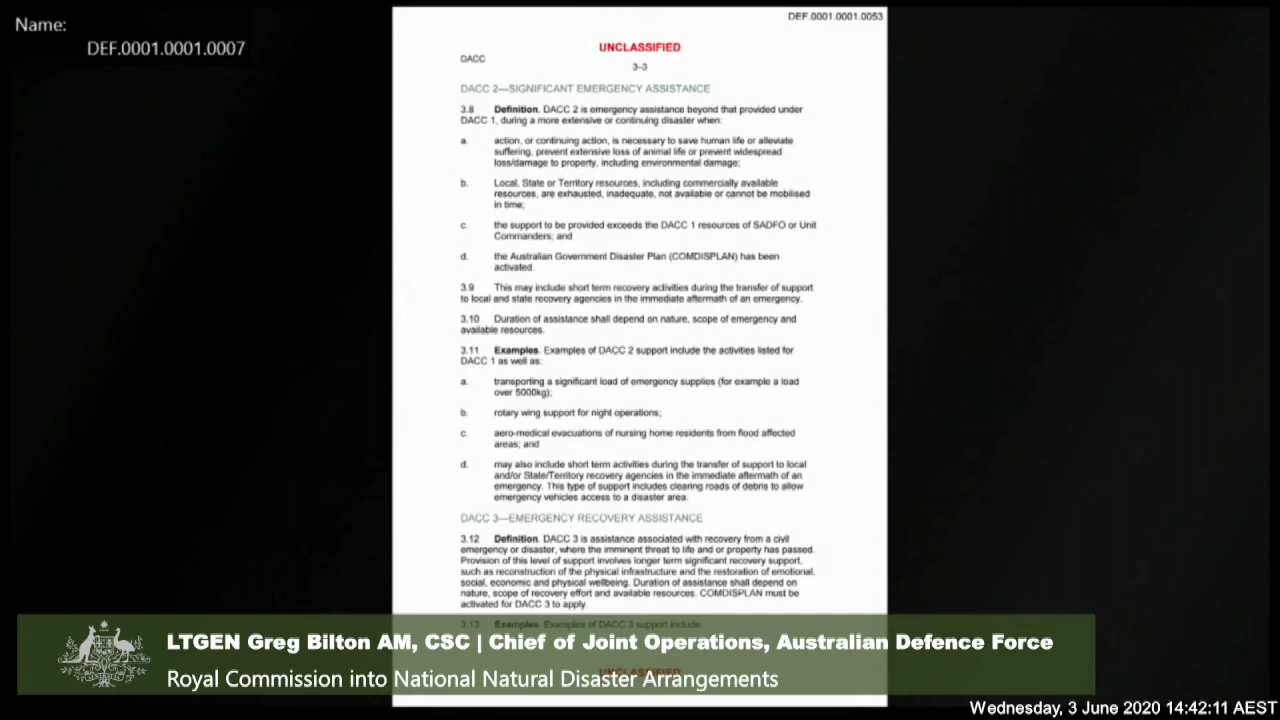 Name:
DEF.0001.0001.0007
DEF.0001.0001.0053
UNCLASSIFIED
DACC
3-3
DACC 2—SIGNIFICANT EMERGENCY ASSISTANCE
3.8 Definition. DACC 2 is emergency assistance beyond that provided under
DACC 1, during a more extensive or continuing disaster when:
a. action, or continuing action, is necessary to save human life or alleviate
suffering, prevent extensive loss of animal life or prevent widespread
loss/damage to property, including environmental damage;
b. Local, State or Territory resources, including commercially available
resources, are exhausted, inadequate, not available or cannot be mobilised
in time;
c. the support to be provided exceeds the DACC 1 resources of SADFO or Unit
Commanders; and
d. the Australian Government Disaster Plan (COMDISPLAN) has been
activated.
3.9 This may include short term recovery activities during the transfer of support
to local and state recovery agencies in the immediate aftermath of an emergency.
3.10 Duration of assistance shall depend on nature, scope of emergency and
available resources.
3.11 Examples. Examples of DACC 2 support include the activities listed for
DACC 1 as well as:
a. transporting a significant load of emergency supplies (for example a load
over 5000kg);
b. rotary wing support for night operations;
c. aero-medical evacuations of nursing home residents from flood affected
areas; and
d. may also include short term activities during the transfer of support to local
and/or State/Territory recovery agencies in the immediate aftermath of an
emergency. This type of support includes clearing roads of debris to allow
emergency vehicles access to a disaster area.
DACC 3—EMERGENCY RECOVERY ASSISTANCE
3.12 Definition. DACC 3 is assistance associated with recovery from a civil
emergency or disaster, where the imminent threat to life and or property has passed.
Provision of this level of support involves longer term significant recovery support,
such as reconstruction of the physical infrastructure and the restoration of emotional,
social, economic and physical wellbeing. Duration of assistance shall depend on
nature, scope of recovery effort and available resources. COMDISPLAN must be
activated for DACC 3 to apply.
3.13 Examples. Examples of DACC 3 support include:
LTGEN Greg Bilton AM, CSC | Chief of Joint Operations, Australian Defence Force
UNCLASSIFIED
Royal Commission into National Natural Disaster Arrangements
Wednesday, 3 June 2020 14:42:11 AEST